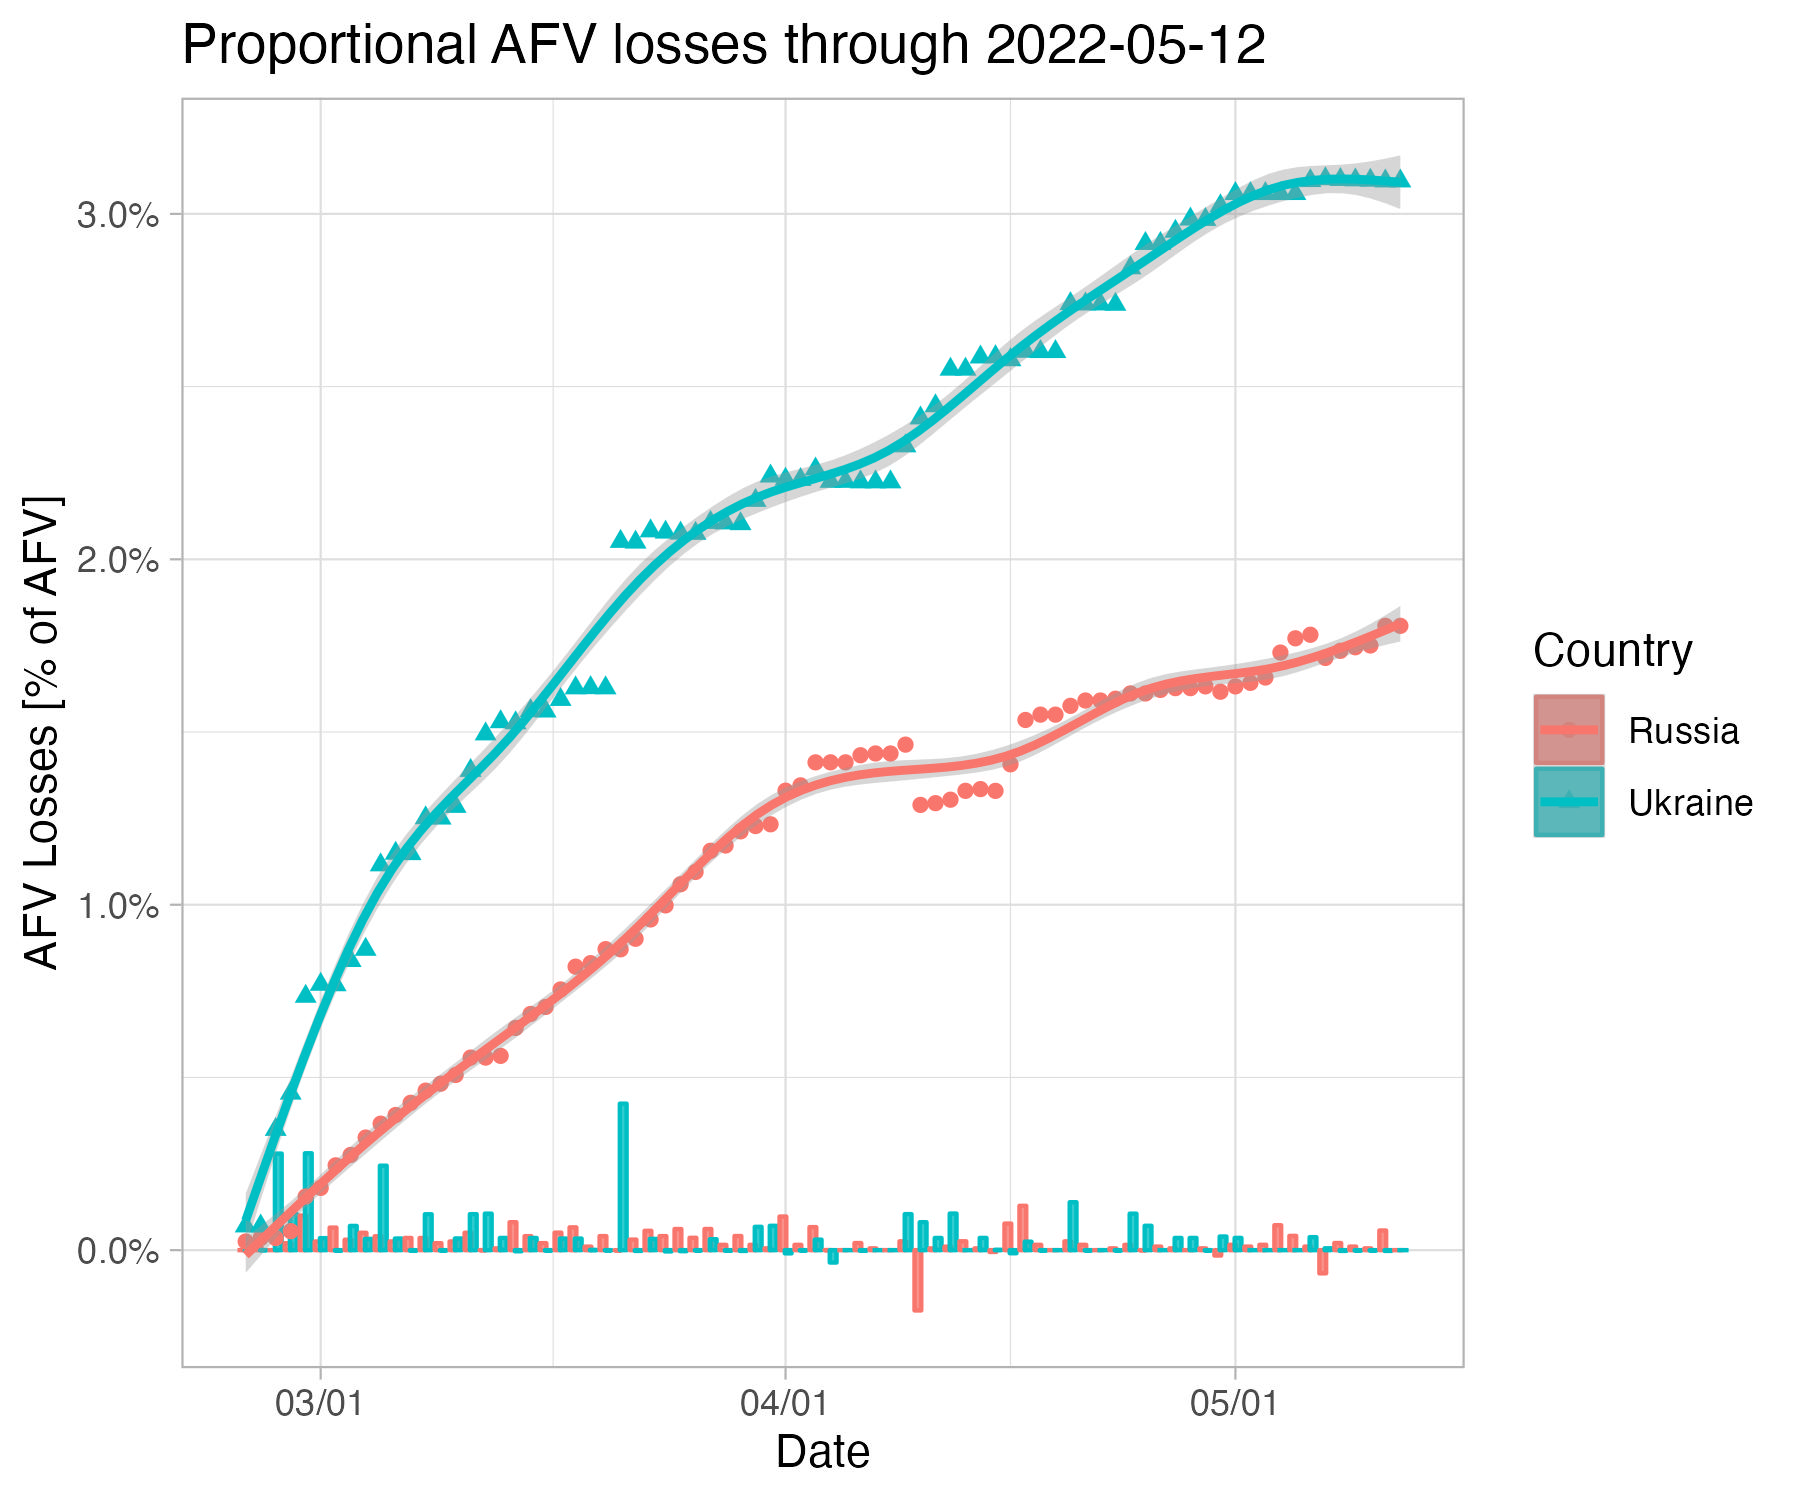 Proportional AFV losses through 2022-05-12
AFV Losses [% of AFV]
3.0%
2.0%
1.0%
0.0%
03/01
04/01
05/01
Date
Country
Russia
Ukraine